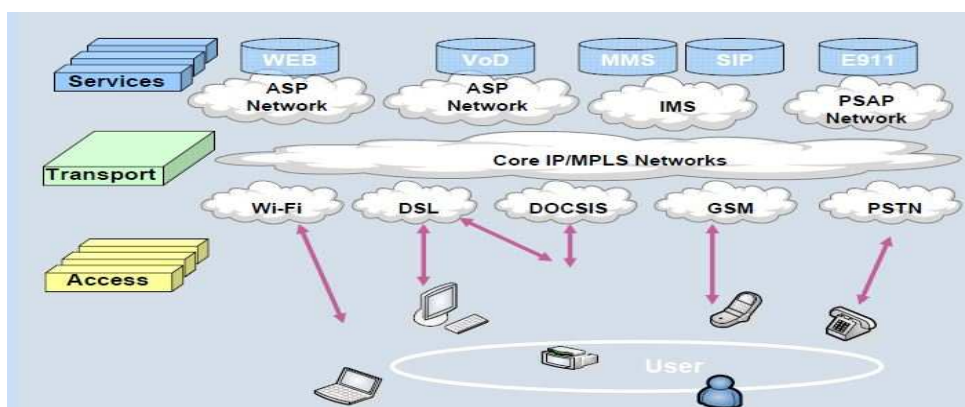 WEB
VoD
MMS
SIP
E911
Services
ASP
Network
ASP
Network
IMS
PSAP
Network
Core IP/MPLS Networks
Transport
Wi-Fi
DSL
DOCSIS
GSM
PSTN
Access
User